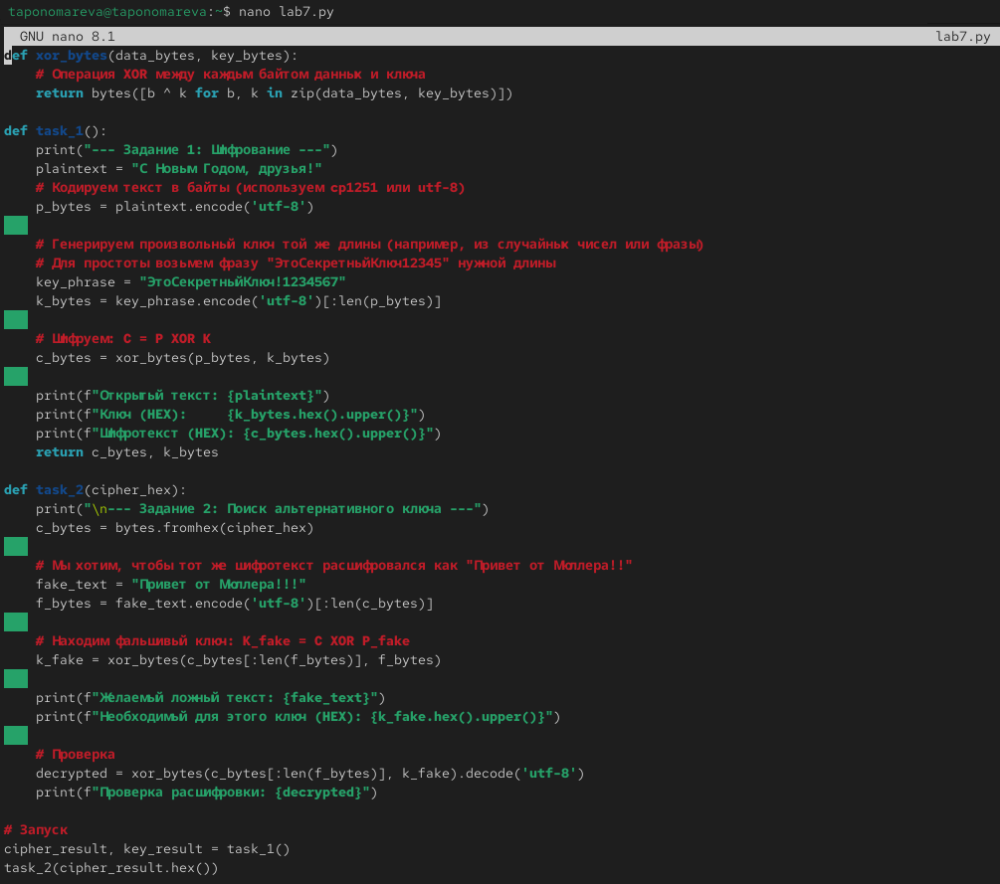 taponomareva@taponomareva:~$ nano lab7.py
GNU nano 8.1 lab7.py
def xor_bytes(data_bytes, key_bytes):
    # Операция XOR между каждым байтом данных и ключа
    return bytes([b ^ k for b, k in zip(data_bytes, key_bytes)])

def task_1():
    print("--- Задание 1: Шифрование ---")
    plaintext = "С Новым Годом, друзья!"
    # Кодируем текст в байты (используем cp1251 или utf-8)
    p_bytes = plaintext.encode('utf-8')

    # Генерируем произвольный ключ той же длины (например, из случайных чисел или фразы)
    # Для простоты возьмем фразу "ЭтоСекретныйКлюч12345" нужной длины
    key_phrase = "ЭтоСекретныйКлюч!1234567"
    k_bytes = key_phrase.encode('utf-8')[:len(p_bytes)]

    # Шифруем: C = P XOR K
    c_bytes = xor_bytes(p_bytes, k_bytes)

    print(f"Открытый текст: {plaintext}")
    print(f"Ключ (HEX):     {k_bytes.hex().upper()}")
    print(f"Шифротекст (HEX): {c_bytes.hex().upper()}")
    return c_bytes, k_bytes

def task_2(cipher_hex):
    print("\n--- Задание 2: Поиск альтернативного ключа ---")
    c_bytes = bytes.fromhex(cipher_hex)

    # Мы хотим, чтобы тот же шифротекст расшифровался как "Привет от Мюллера!!"
    fake_text = "Привет от Мюллера!!!"
    f_bytes = fake_text.encode('utf-8')[:len(c_bytes)]

    # Находим фальшивый ключ: K_fake = C XOR P_fake
    k_fake = xor_bytes(c_bytes[:len(f_bytes)], f_bytes)

    print(f"Желаемый ложный текст: {fake_text}")
    print(f"Необходимый для этого ключ (HEX): {k_fake.hex().upper()}")

    # Проверка
    decrypted = xor_bytes(c_bytes[:len(f_bytes)], k_fake).decode('utf-8')
    print(f"Проверка расшифровки: {decrypted}")

# Запуск
cipher_result, key_result = task_1()
task_2(cipher_result.hex())